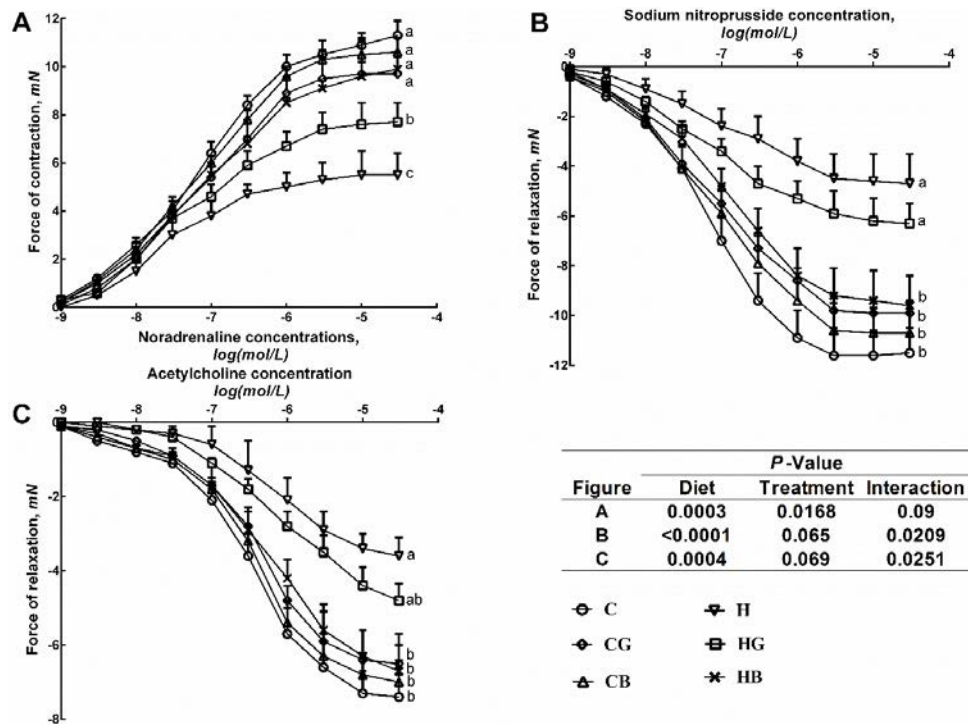 A
Force of contraction, mN
12
10
8
6
4
2
0
a
a
a
a
b
c
-9 -8 -7 -6 -5 -4
Noradrenaline concentrations,
log(mol/L)
B
Sodium nitroprusside concentration,
log(mol/L)
-9 -8 -7 -6 -5 -4
Force of relaxation, mN
-2
-4
-6
-8
-10
-12
a
a
b
b
b
b
C
Acetylcholine concentration
log(mol/L)
-9 -8 -7 -6 -5 -4
Force of relaxation, mN
-2
-4
-6
-8
a
ab
b
b
b
b
P-Value
Figure Diet Treatment Interaction
A 0.0003 0.0168 0.09
B <0.0001 0.065 0.0209
C 0.0004 0.069 0.0251
C H
CG HG
CB HB